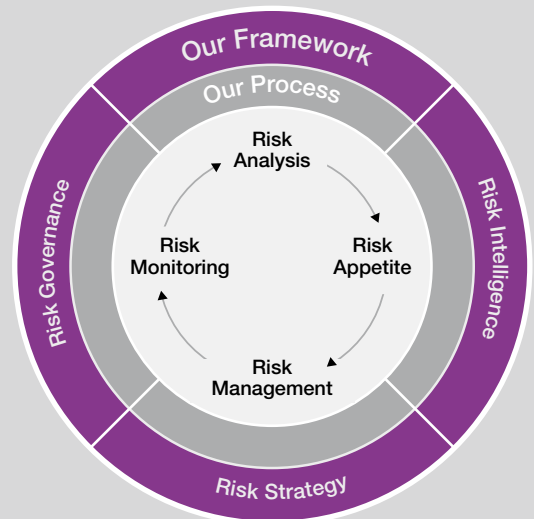 Our Framework
Our Process
Risk
Analysis
Risk
Appetite
Risk
Management
Risk
Monitoring
Risk Governance
Risk Intelligence
Risk Strategy